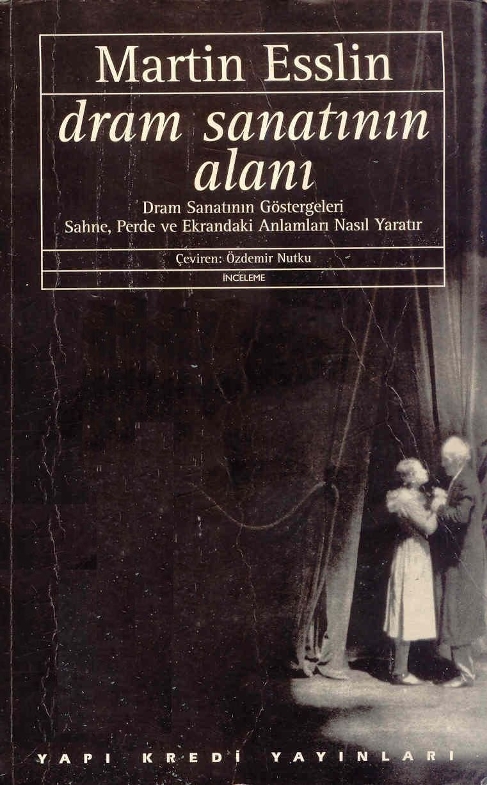 Martin Esslin
dram sanatının
alanı
Dram Sanatının Göstergeleri
Sahne, Perde ve Ekrandaki Anlamları Nasıl Yaratır
Çeviren: Özdemir Nutku
İNCELEME
YAPI KREDİ YAYINLARI